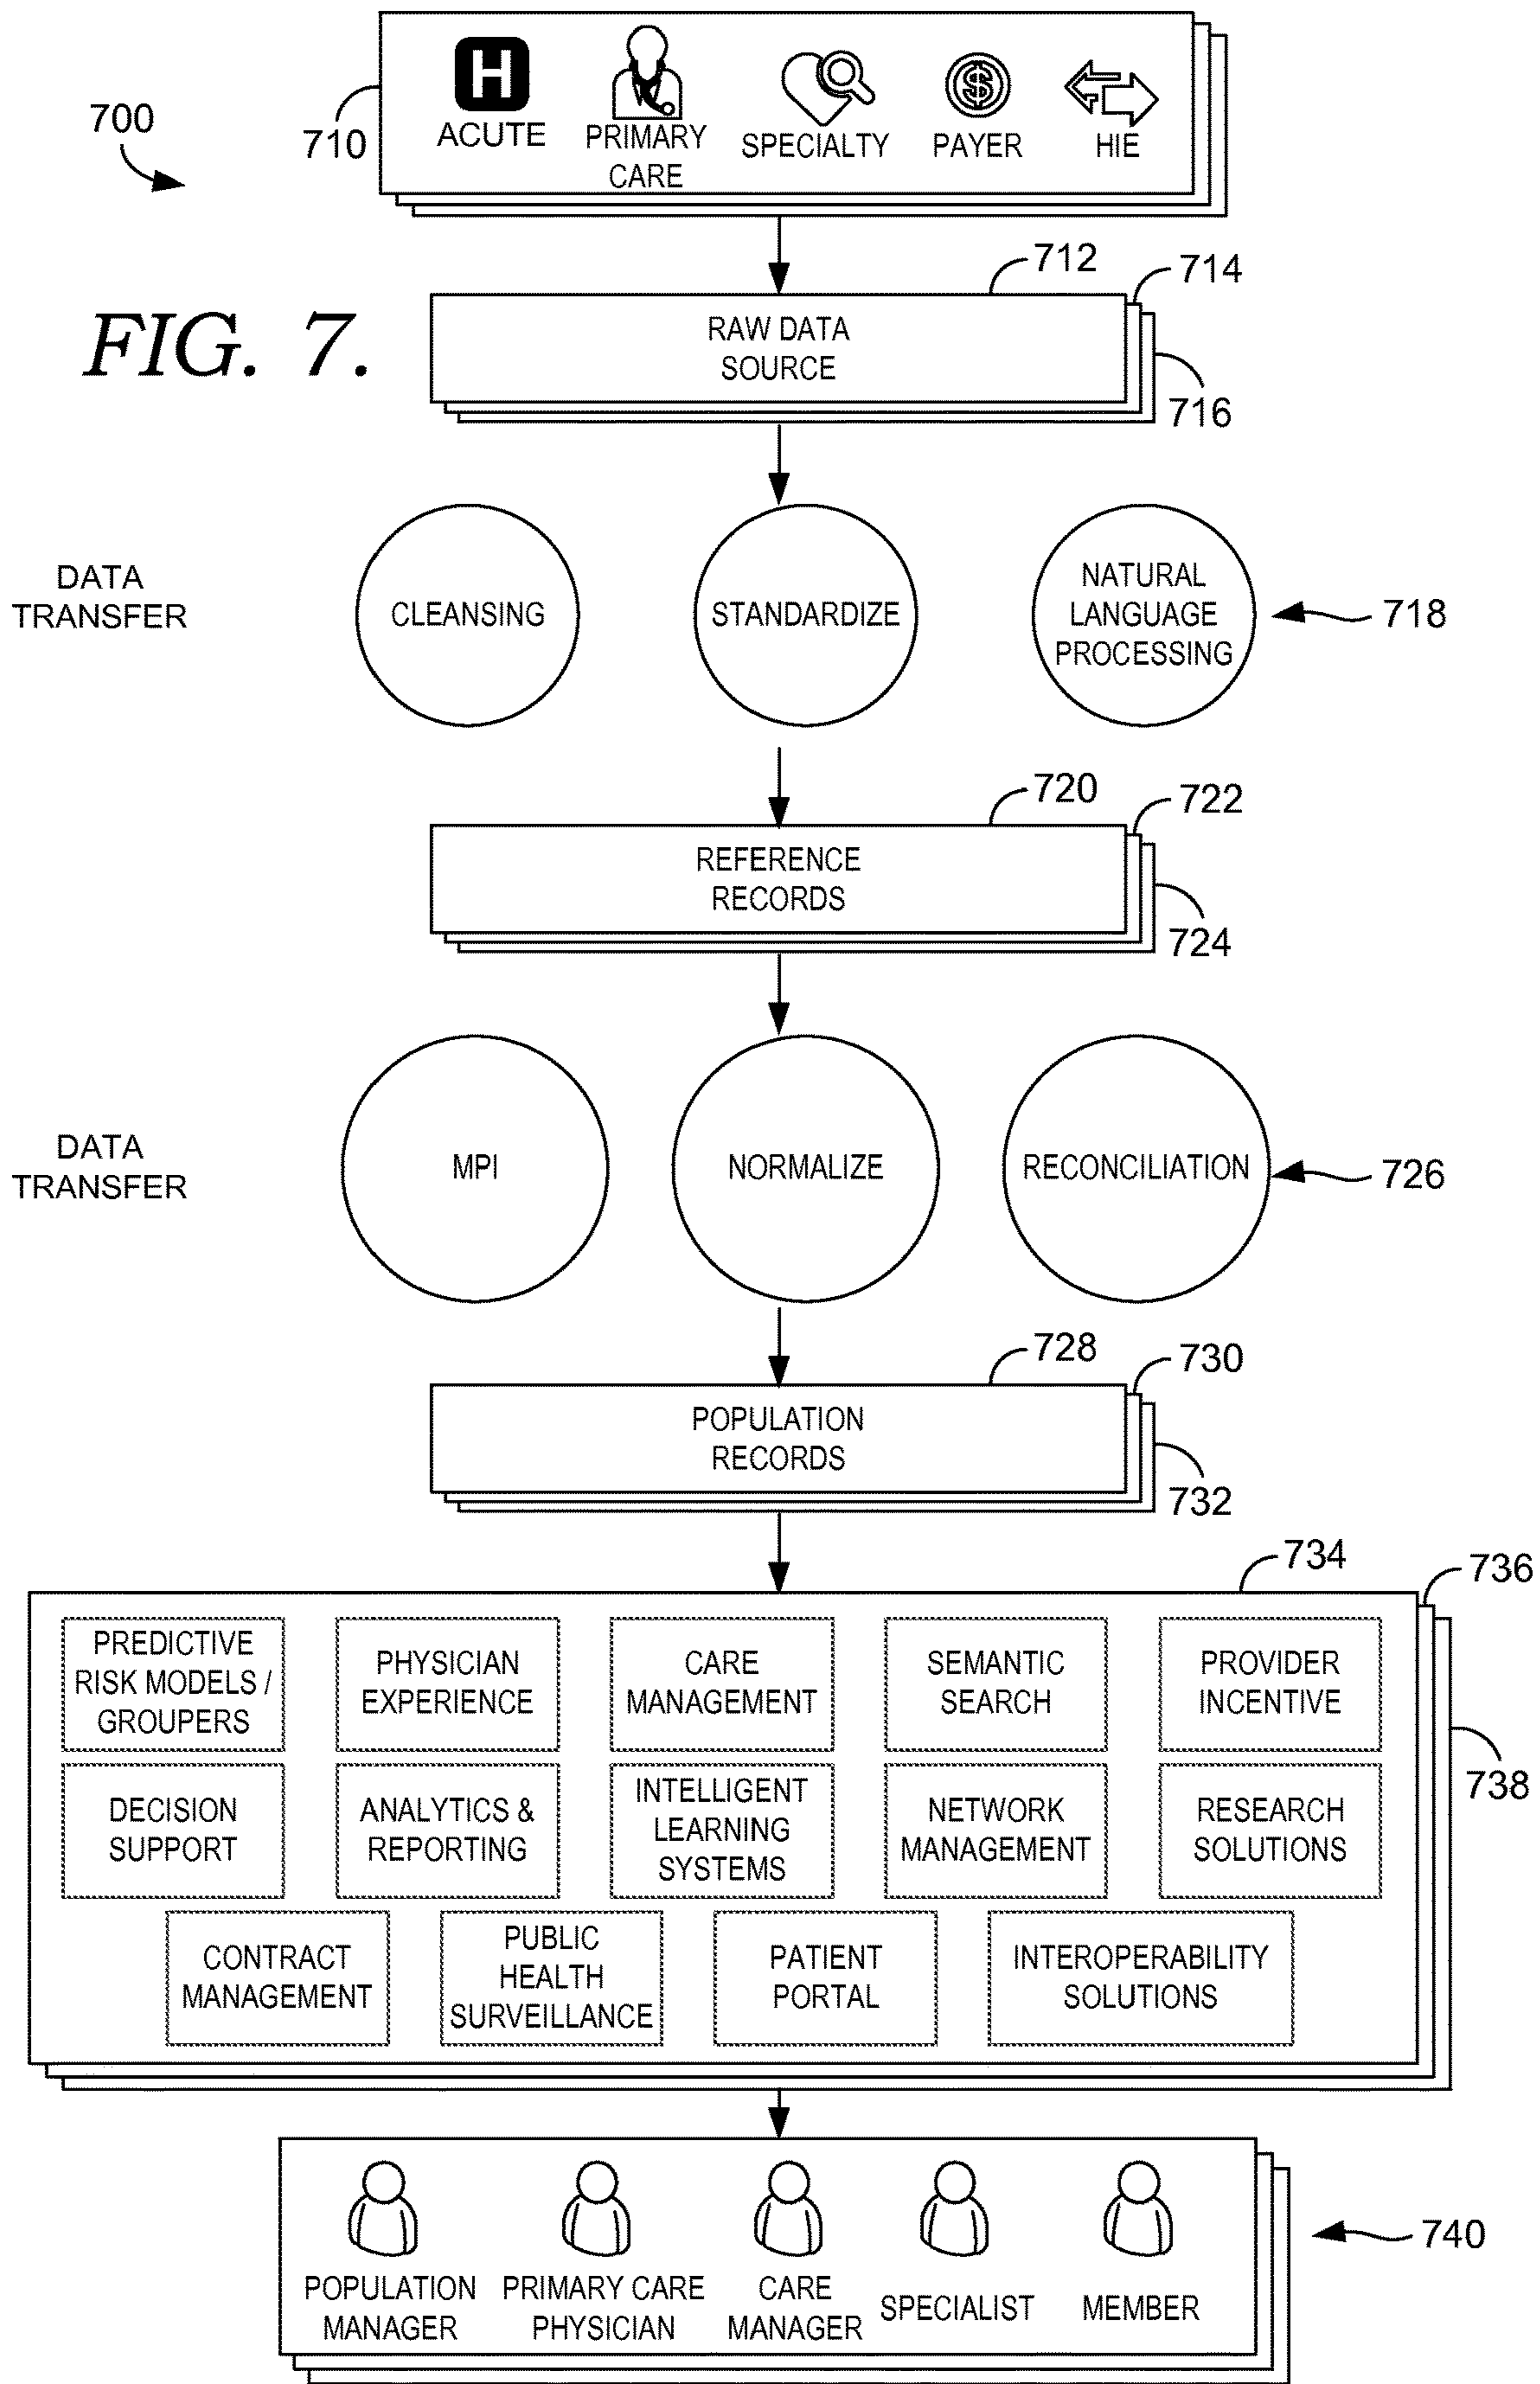 H
ACUTE
PRIMARY
CARE
SPECIALTY
$
PAYER
HIE
700
710
712
714
FIG. 7.
RAW DATA
SOURCE
716
DATA
TRANSFER
CLEANSING
STANDARDIZE
NATURAL
LANGUAGE
PROCESSING
718
720
722
REFERENCE
RECORDS
724
DATA
TRANSFER
MPI
NORMALIZE
RECONCILIATION
726
728
730
POPULATION
RECORDS
732
734
736
PREDICTIVE
RISK MODELS /
GROUPERS
PHYSICIAN
EXPERIENCE
CARE
MANAGEMENT
SEMANTIC
SEARCH
PROVIDER
INCENTIVE
738
DECISION
SUPPORT
ANALYTICS &
REPORTING
INTELLIGENT
LEARNING
SYSTEMS
NETWORK
MANAGEMENT
RESEARCH
SOLUTIONS
CONTRACT
MANAGEMENT
PUBLIC
HEALTH
SURVEILLANCE
PATIENT
PORTAL
INTEROPERABILITY
SOLUTIONS
740
POPULATION
MANAGER
PRIMARY CARE
PHYSICIAN
CARE
MANAGER
SPECIALIST
MEMBER